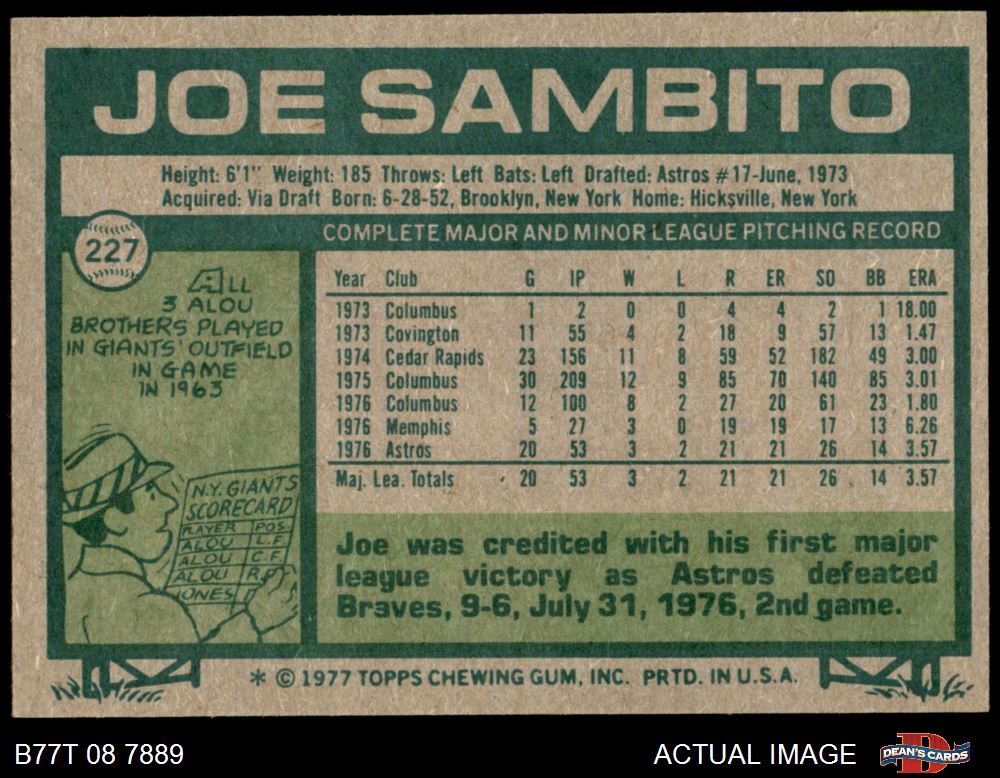 JOE SAMBITO
Height: 6'1" Weight: 185 Throws: Left Bats: Left Drafted: Astros #17-June, 1973
Acquired: Via Draft Born: 6-28-52, Brooklyn, New York Home: Hicksville, New York
227
COMPLETE MAJOR AND MINOR LEAGUE PITCHING RECORD
ALL
3 ALOU
BROTHERS PLAYED
IN GIANTS' OUTFIELD
IN GAME
IN 1963
N.Y. GIANTS
SCORECARD
PLAYER POS.
ALOU L.F.
ALOU C.F.
ALOU R.F.
JONES
Year Club G IP W L R ER SO BB ERA
1973 Columbus 1 2 0 0 4 4 2 1 18.00
1973 Covington 11 55 4 2 18 9 57 13 1.47
1974 Cedar Rapids 23 156 11 8 59 52 182 49 3.00
1975 Columbus 30 209 12 9 85 70 140 85 3.01
1976 Columbus 12 100 8 2 27 20 61 23 1.80
1976 Memphis 5 27 3 0 19 19 17 13 6.26
1976 Astros 20 53 3 2 21 21 26 14 3.57
Maj. Lea. Totals 20 53 3 2 21 21 26 14 3.57
Joe was credited with his first major
league victory as Astros defeated
Braves, 9-6, July 31, 1976, 2nd game.
* © 1977 TOPPS CHEWING GUM, INC. PRTD. IN U.S.A.
B77T 08 7889
ACTUAL IMAGE
D
DEAN'S CARDS